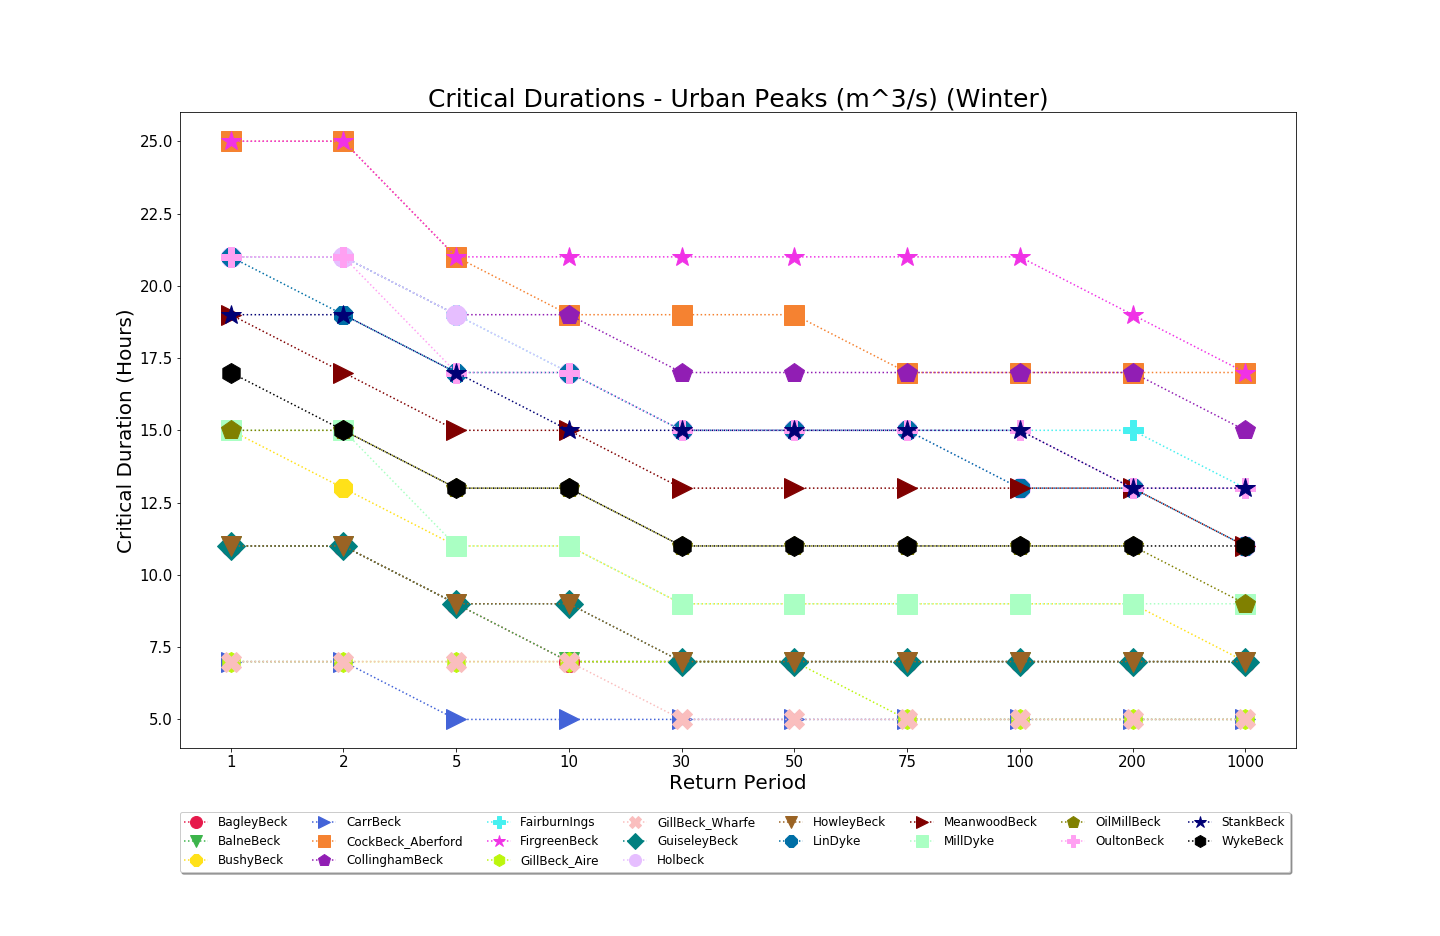 Critical Durations - Urban Peaks (m^3/s) (Winter)
Critical Duration (Hours)
25.0
22.5
20.0
17.5
15.0
12.5
10.0
7.5
5.0
1 2 5 10 30 50 75 100 200 1000
Return Period
BagleyBeck CarrBeck FairburnIngs GillBeck_Wharfe HowleyBeck MeanwoodBeck OilMillBeck StankBeck
BalneBeck CockBeck_Aberford FirgreenBeck GuiseleyBeck LinDyke MillDyke OultonBeck WykeBeck
BushyBeck CollinghamBeck GillBeck_Aire Holbeck